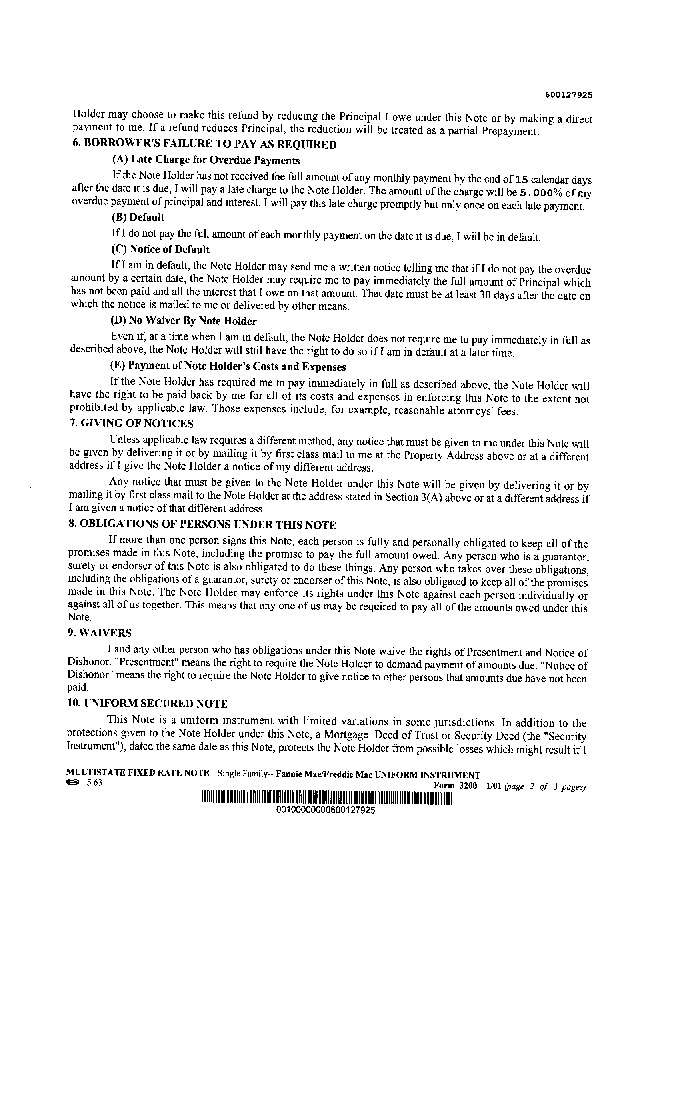 600127925
Holder may choose to make this refund by reducing the Principal I owe under this Note or by making a direct
payment to me. If a refund reduces Principal, the reduction will be treated as a partial Prepayment.
6. BORROWER'S FAILURE TO PAY AS REQUIRED
(A) Late Charge for Overdue Payments
If the Note Holder has not received the full amount of any monthly payment by the end of 15 calendar days
after the date it is due, I will pay a late charge to the Note Holder. The amount of the charge will be 5.000% of my
overdue payment of principal and interest. I will pay this late charge promptly but only once on each late payment.
(B) Default
If I do not pay the full amount of each monthly payment on the date it is due, I will be in default.
(C) Notice of Default
If I am in default, the Note Holder may send me a written notice telling me that if I do not pay the overdue
amount by a certain date, the Note Holder may require me to pay immediately the full amount of Principal which
has not been paid and all the interest that I owe on that amount. That date must be at least 30 days after the date on
which the notice is mailed to me or delivered by other means.
(D) No Waiver By Note Holder
Even if, at a time when I am in default, the Note Holder does not require me to pay immediately in full as
described above, the Note Holder will still have the right to do so if I am in default at a later time.
(E) Payment of Note Holder's Costs and Expenses
If the Note Holder has required me to pay immediately in full as described above, the Note Holder will
have the right to be paid back by me for all of its costs and expenses in enforcing this Note to the extent not
prohibited by applicable law. Those expenses include, for example, reasonable attorneys' fees.
7. GIVING OF NOTICES
Unless applicable law requires a different method, any notice that must be given to me under this Note will
be given by delivering it or by mailing it by first class mail to me at the Property Address above or at a different
address if I give the Note Holder a notice of my different address.
Any notice that must be given to the Note Holder under this Note will be given by delivering it or by
mailing it by first class mail to the Note Holder at the address stated in Section 3(A) above or at a different address if
I am given a notice of that different address
8. OBLIGATIONS OF PERSONS UNDER THIS NOTE
If more than one person signs this Note, each person is fully and personally obligated to keep all of the
promises made in this Note, including the promise to pay the full amount owed. Any person who is a guarantor,
surety or endorser of this Note is also obligated to do these things. Any person who takes over these obligations,
including the obligations of a guarantor, surety or endorser of this Note, is also obligated to keep all of the promises
made in this Note. The Note Holder may enforce its rights under this Note against each person individually or
against all of us together. This means that any one of us may be required to pay all of the amounts owed under this
Note.
9. WAIVERS
I and any other person who has obligations under this Note waive the rights of Presentment and Notice of
Dishonor. "Presentment" means the right to require the Note Holder to demand payment of amounts due. "Notice of
Dishonor" means the right to require the Note Holder to give notice to other persons that amounts due have not been
paid.
10. UNIFORM SECURED NOTE
This Note is a uniform instrument with limited variations in some jurisdictions. In addition to the
protections given to the Note Holder under this Note, a Mortgage, Deed of Trust or Security Deed (the "Security
Instrument"), dated the same date as this Note, protects the Note Holder from possible losses which might result if I
MULTISTATE FIXED RATE NOTE--Single Family--Fannie Mae/Freddie Mac UNIFORM INSTRUMENT
5.63 Form 3200 1/01 (page 2 of 3 pages)